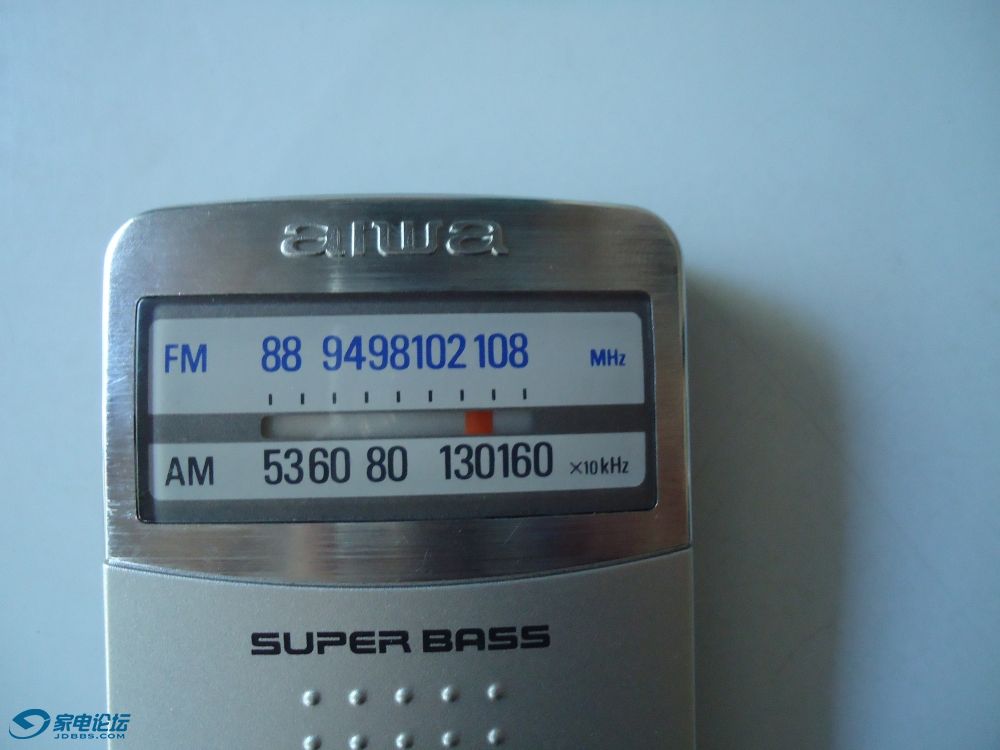 aiwa
FM 88 94 98 102 108 MHz
AM 53 60 80 130 160 ×10kHz
SUPER BASS
家电论坛
JDBBS.COM